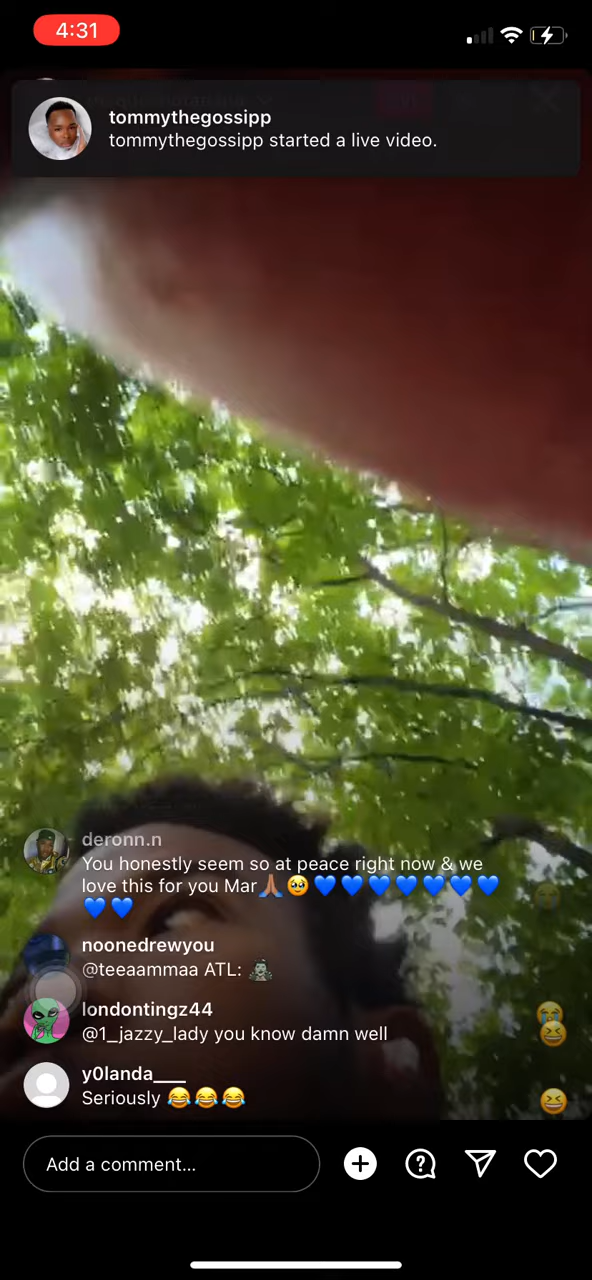 4:31
tommythegossipp
tommythegossipp started a live video.
deronn.n
You honestly seem so at peace right now & we
love this for you Mar🙏🏾🥹💙💙💙💙💙💙💙
💙💙
noonedrewyou
@teeaammaa ATL: 🧟‍♀️
londontingz44
@1_jazzy_lady you know damn well
y0landa___
Seriously 😂😂😂
Add a comment...